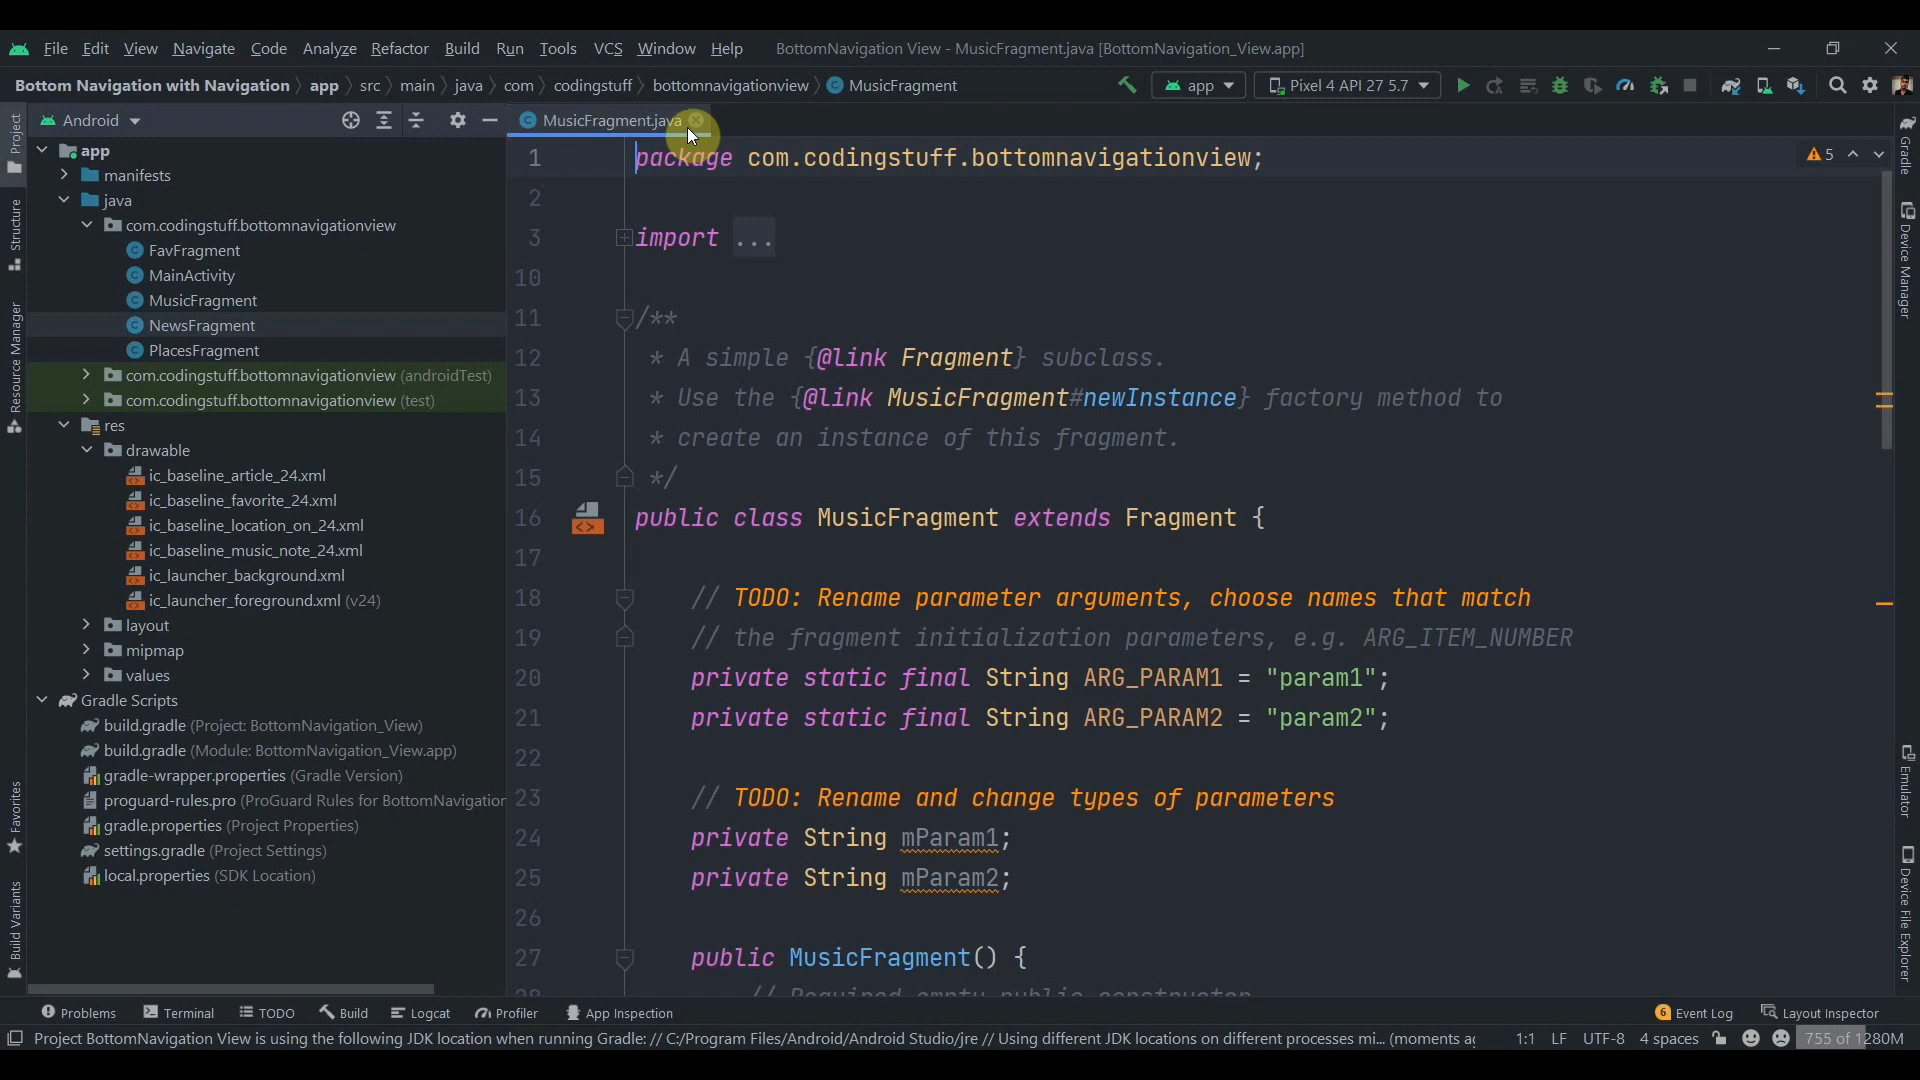 File Edit View Navigate Code Analyze Refactor Build Run Tools VCS Window Help BottomNavigation View - MusicFragment.java [BottomNavigation_View.app]
Bottom Navigation with Navigation app src main java com codingstuff bottomnavigationview MusicFragment app Pixel 4 API 27 5.7
Android MusicFragment.java
Project
Structure
Resource Manager
Favorites
Build Variants
app
manifests
java
com.codingstuff.bottomnavigationview
FavFragment
MainActivity
MusicFragment
NewsFragment
PlacesFragment
com.codingstuff.bottomnavigationview (androidTest)
com.codingstuff.bottomnavigationview (test)
res
drawable
ic_baseline_article_24.xml
ic_baseline_favorite_24.xml
ic_baseline_location_on_24.xml
ic_baseline_music_note_24.xml
ic_launcher_background.xml
ic_launcher_foreground.xml (v24)
layout
mipmap
values
Gradle Scripts
build.gradle (Project: BottomNavigation_View)
build.gradle (Module: BottomNavigation_View.app)
gradle-wrapper.properties (Gradle Version)
proguard-rules.pro (ProGuard Rules for BottomNavigation
gradle.properties (Project Properties)
settings.gradle (Project Settings)
local.properties (SDK Location)
1 package com.codingstuff.bottomnavigationview; 5
2
3 import ...
10
11 /**
12 * A simple {@link Fragment} subclass.
13 * Use the {@link MusicFragment#newInstance} factory method to
14 * create an instance of this fragment.
15 */
16 public class MusicFragment extends Fragment {
17
18 // TODO: Rename parameter arguments, choose names that match
19 // the fragment initialization parameters, e.g. ARG_ITEM_NUMBER
20 private static final String ARG_PARAM1 = "param1";
21 private static final String ARG_PARAM2 = "param2";
22
23 // TODO: Rename and change types of parameters
24 private String mParam1;
25 private String mParam2;
26
27 public MusicFragment() {
28 // Required empty public constructor
Gradle
Device Manager
Emulator
Device File Explorer
Problems Terminal TODO Build Logcat Profiler App Inspection 6 Event Log Layout Inspector
Project BottomNavigation View is using the following JDK location when running Gradle: // C:/Program Files/Android/Android Studio/jre // Using different JDK locations on different processes mi... (moments ag 1:1 LF UTF-8 4 spaces 755 of 1280M